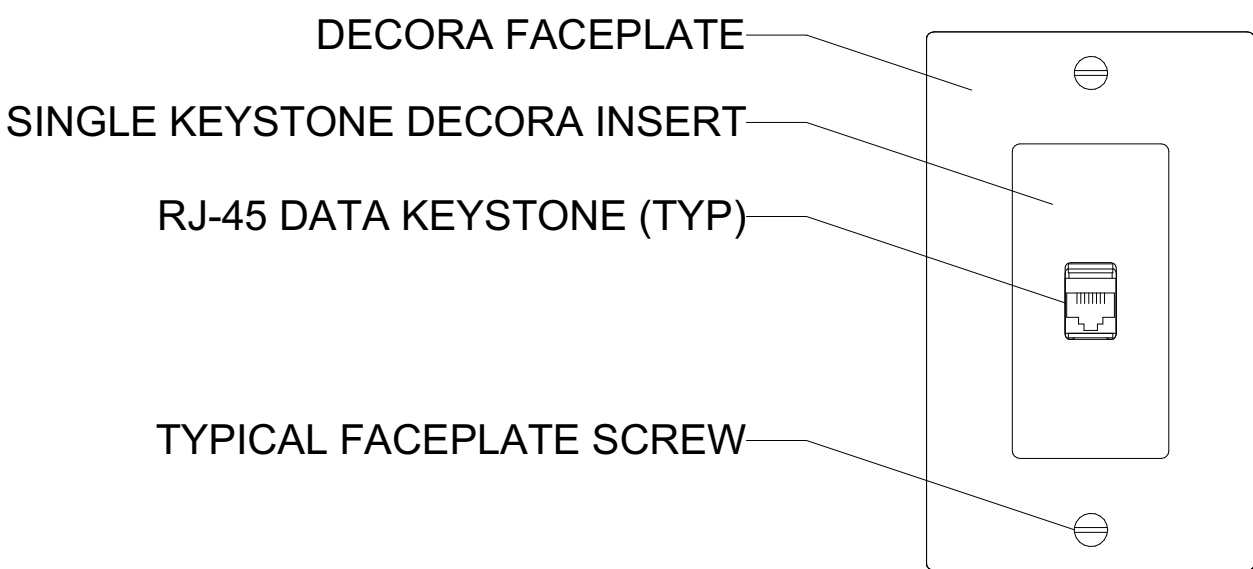 DECORA FACEPLATE
SINGLE KEYSTONE DECORA INSERT
RJ-45 DATA KEYSTONE (TYP)
TYPICAL FACEPLATE SCREW